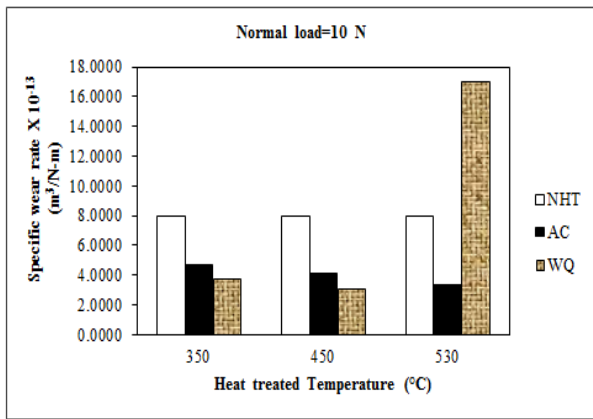 Normal load=10 N
Specific wear rate X 10⁻¹³
(m³/N-m)
18.0000
16.0000
14.0000
12.0000
10.0000
8.0000
6.0000
4.0000
2.0000
0.0000
350
450
530
Heat treated Temperature (°C)
NHT
AC
WQ